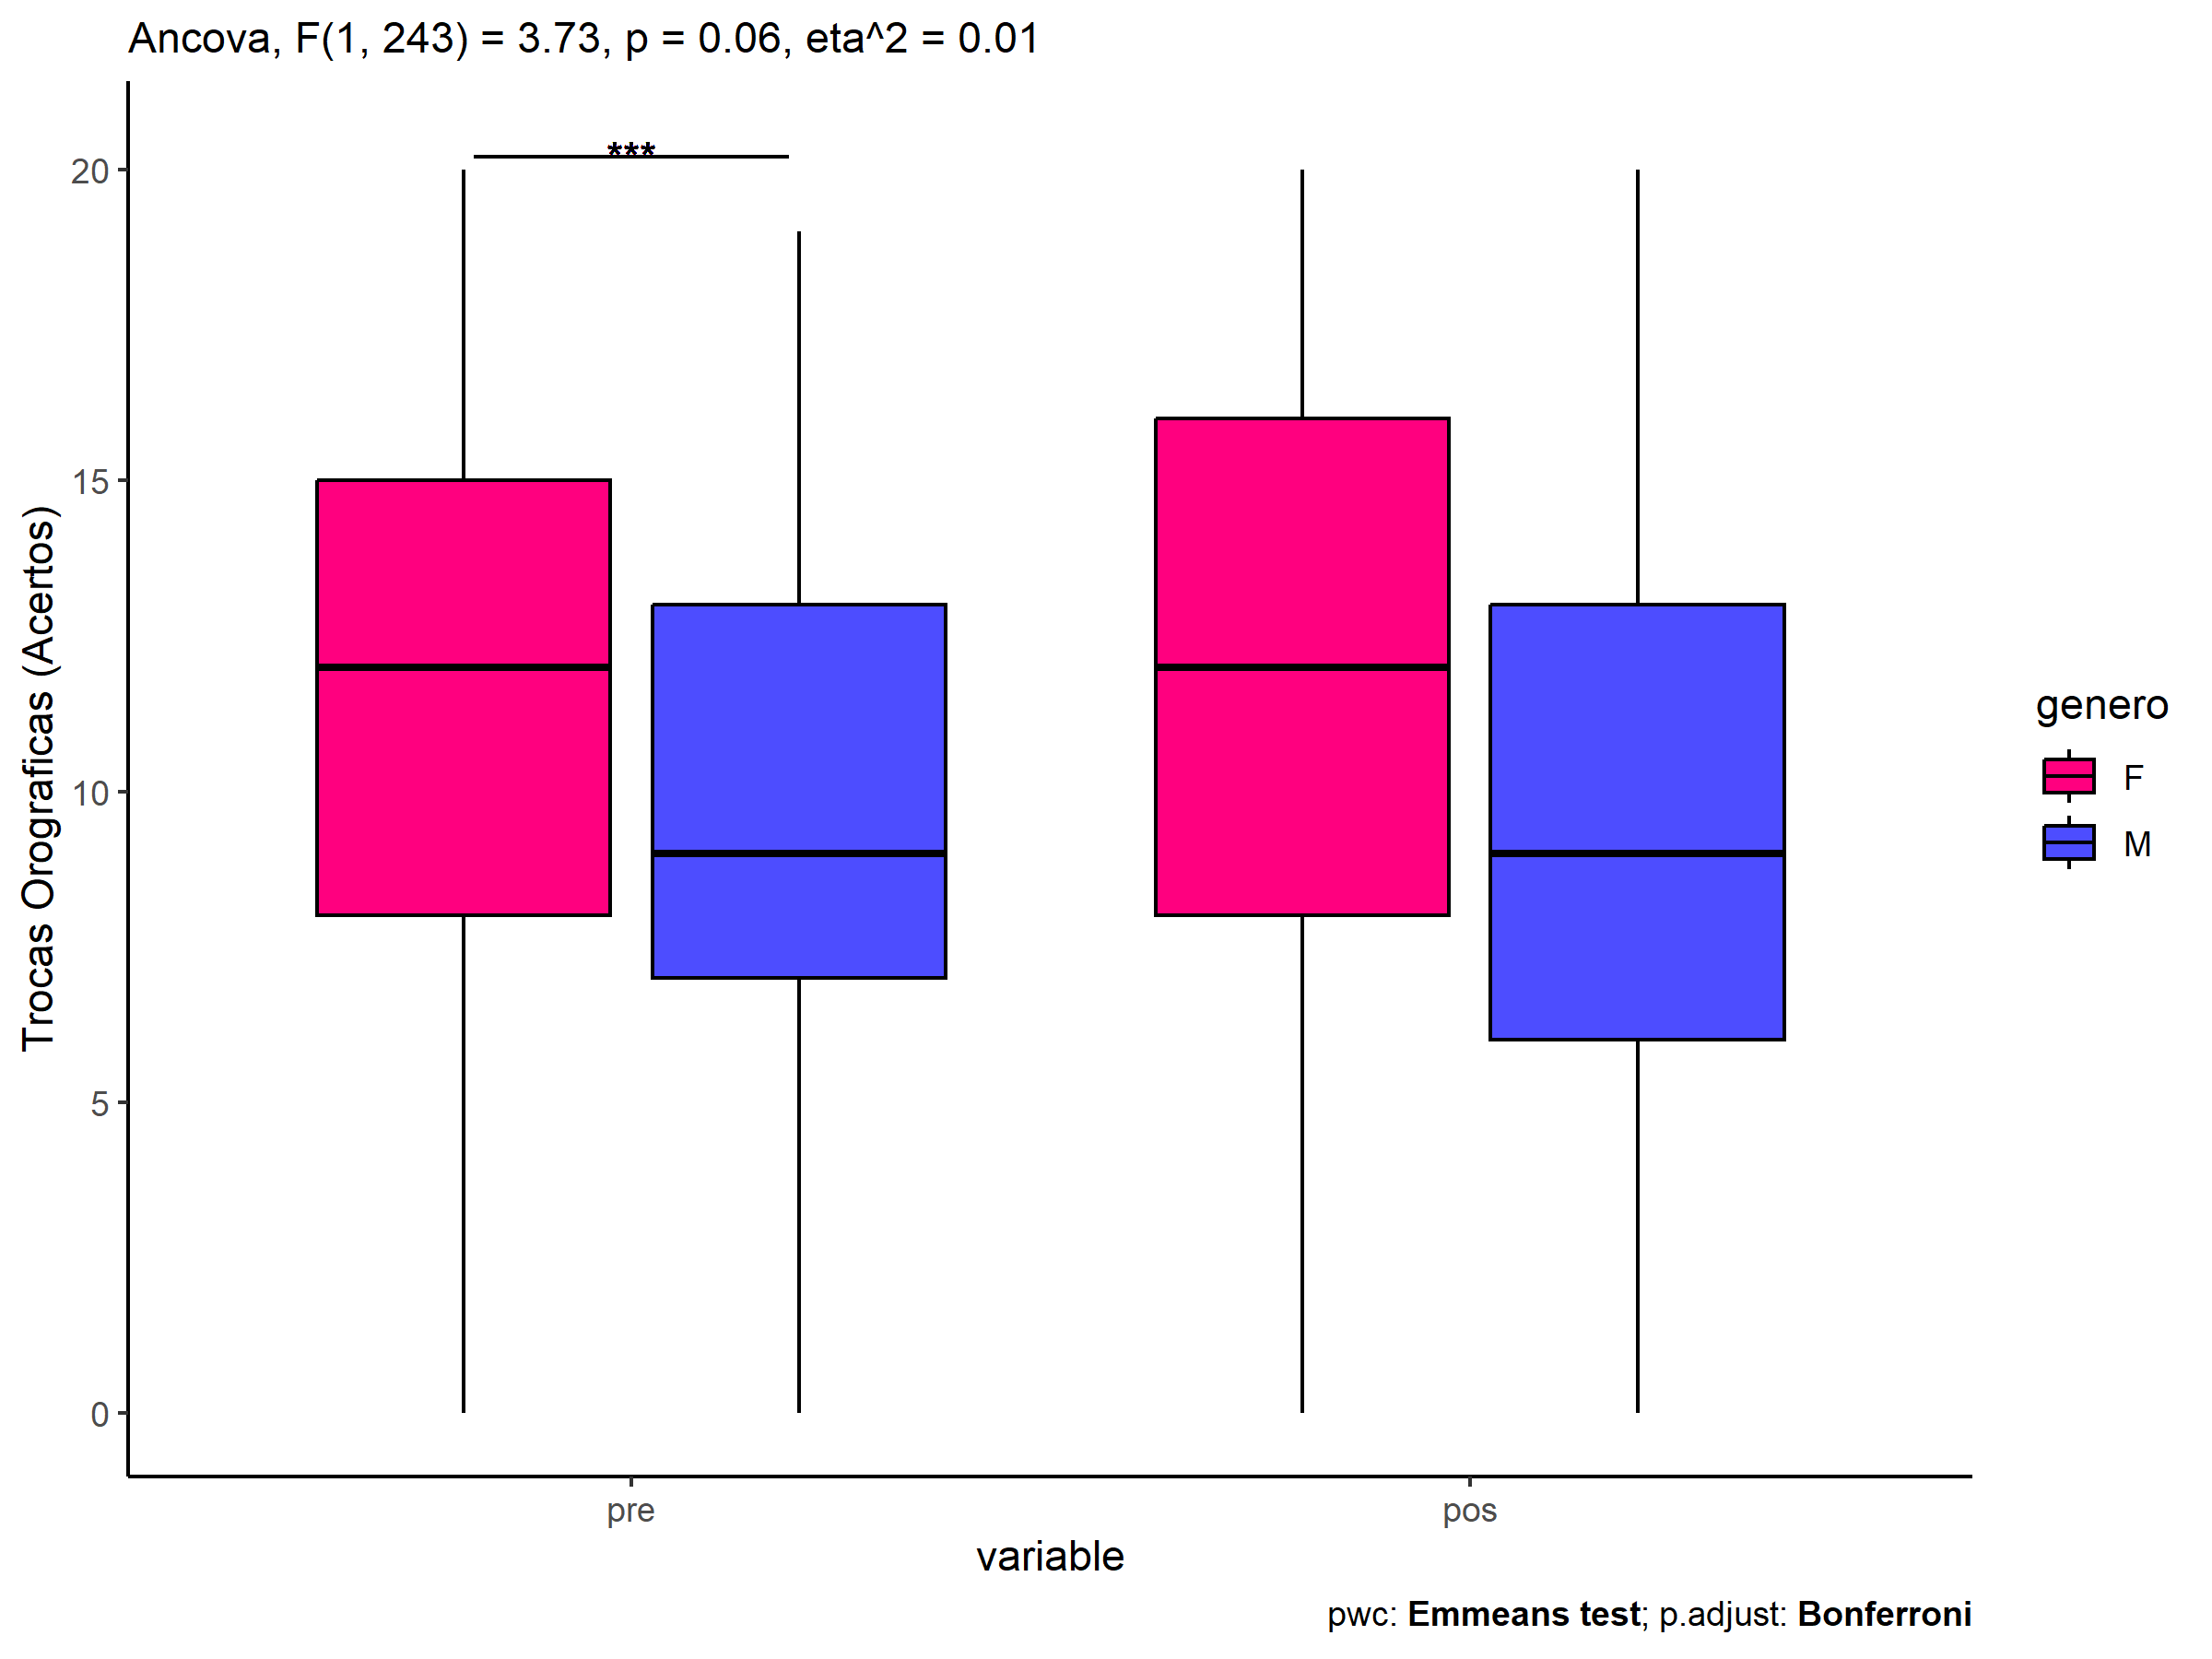 Ancova, F(1, 243) = 3.73, p = 0.06, eta^2 = 0.01
Trocas Orograficas (Acertos)
20
15
10
5
0
***
pre
pos
variable
genero
F
M
pwc: Emmeans test; p.adjust: Bonferroni